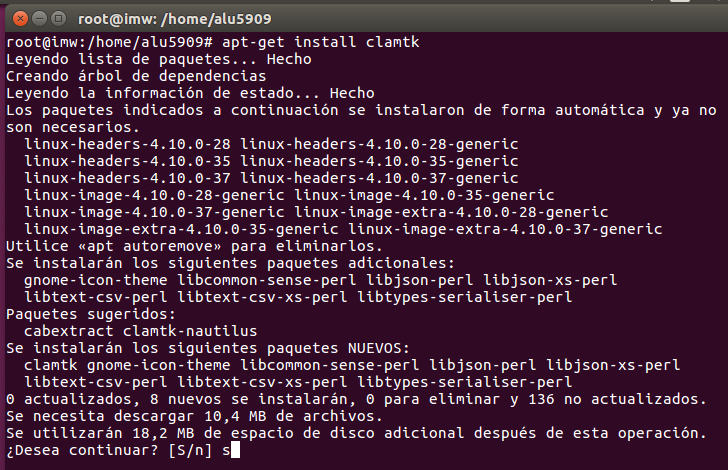 root@imw: /home/alu5909
root@imw:/home/alu5909# apt-get install clamtk
Leyendo lista de paquetes... Hecho
Creando árbol de dependencias
Leyendo la información de estado... Hecho
Los paquetes indicados a continuación se instalaron de forma automática y ya no
son necesarios.
linux-headers-4.10.0-28 linux-headers-4.10.0-28-generic
linux-headers-4.10.0-35 linux-headers-4.10.0-35-generic
linux-headers-4.10.0-37 linux-headers-4.10.0-37-generic
linux-image-4.10.0-28-generic linux-image-4.10.0-35-generic
linux-image-4.10.0-37-generic linux-image-extra-4.10.0-28-generic
linux-image-extra-4.10.0-35-generic linux-image-extra-4.10.0-37-generic
Utilice «apt autoremove» para eliminarlos.
Se instalarán los siguientes paquetes adicionales:
gnome-icon-theme libcommon-sense-perl libjson-perl libjson-xs-perl
libtext-csv-perl libtext-csv-xs-perl libtypes-serialiser-perl
Paquetes sugeridos:
cabextract clamtk-nautilus
Se instalarán los siguientes paquetes NUEVOS:
clamtk gnome-icon-theme libcommon-sense-perl libjson-perl libjson-xs-perl
libtext-csv-perl libtext-csv-xs-perl libtypes-serialiser-perl
0 actualizados, 8 nuevos se instalarán, 0 para eliminar y 136 no actualizados.
Se necesita descargar 10,4 MB de archivos.
Se utilizarán 18,2 MB de espacio de disco adicional después de esta operación.
¿Desea continuar? [S/n] s